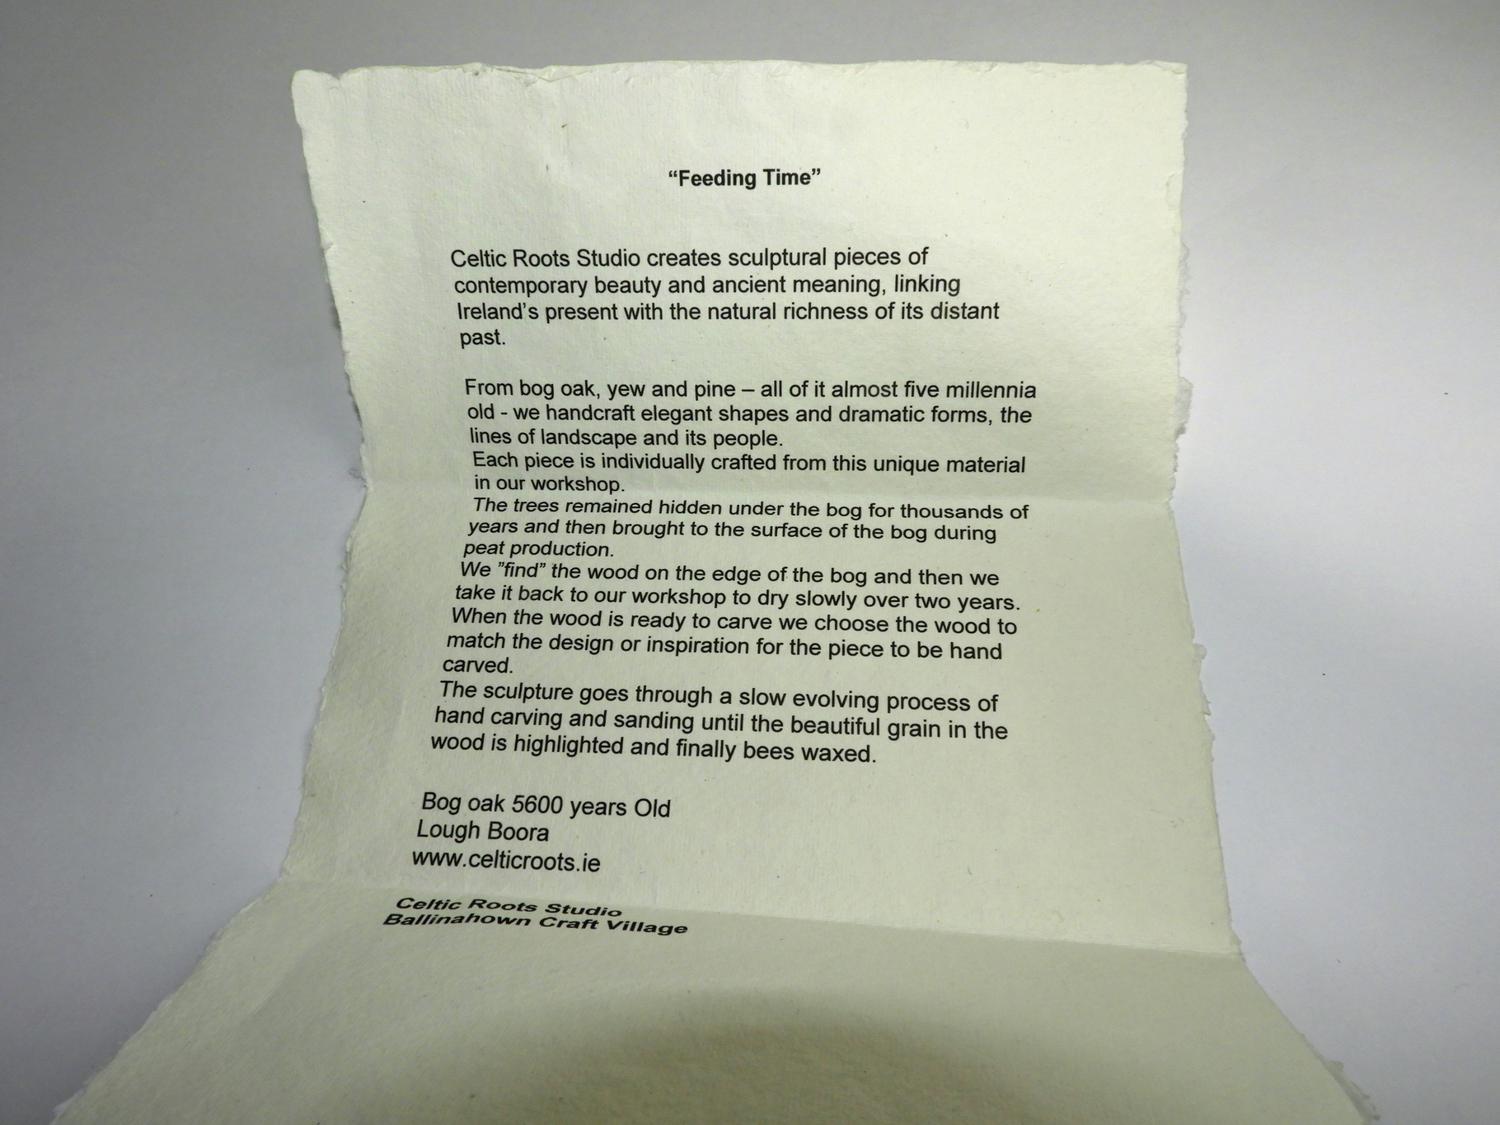 “Feeding Time”
Celtic Roots Studio creates sculptural pieces of
contemporary beauty and ancient meaning, linking
Ireland’s present with the natural richness of its distant
past.
From bog oak, yew and pine – all of it almost five millennia
old - we handcraft elegant shapes and dramatic forms, the
lines of landscape and its people.
Each piece is individually crafted from this unique material
in our workshop.
The trees remained hidden under the bog for thousands of
years and then brought to the surface of the bog during
peat production.
We ”find” the wood on the edge of the bog and then we
take it back to our workshop to dry slowly over two years.
When the wood is ready to carve we choose the wood to
match the design or inspiration for the piece to be hand
carved.
The sculpture goes through a slow evolving process of
hand carving and sanding until the beautiful grain in the
wood is highlighted and finally bees waxed.
Bog oak 5600 years Old
Lough Boora
www.celticroots.ie
Celtic Roots Studio
Ballinahown Craft Village